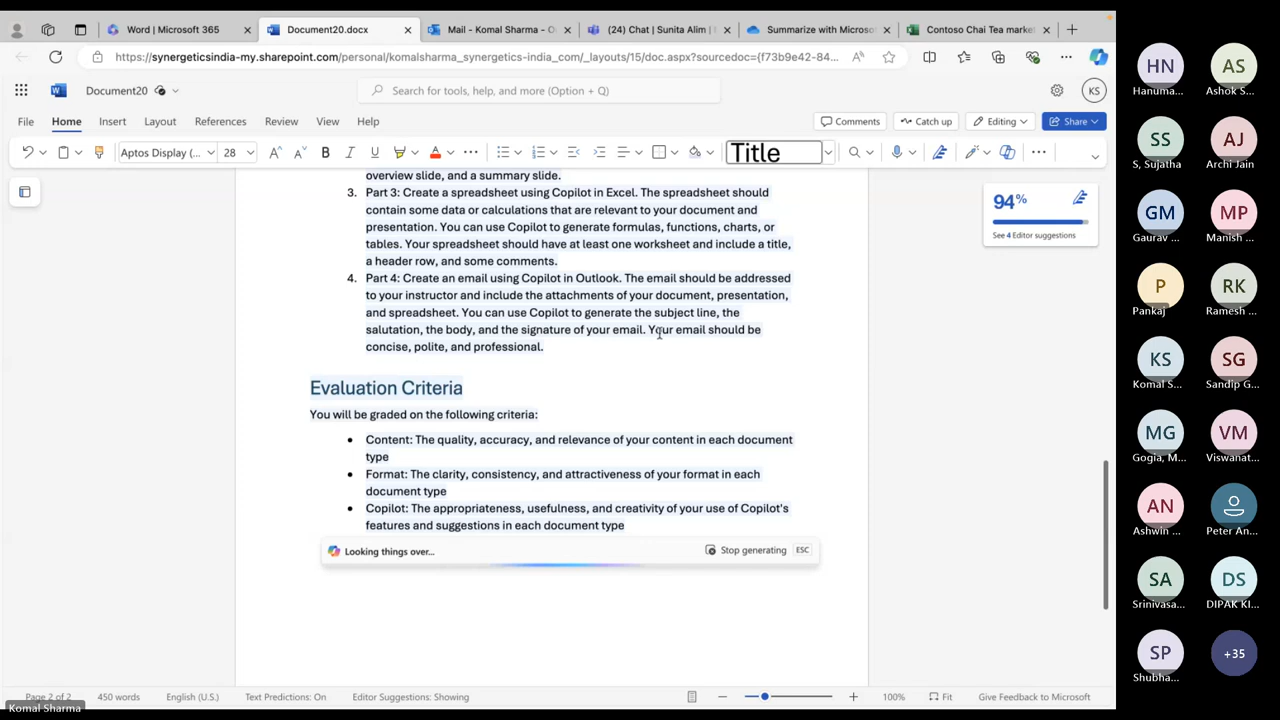 Word | Microsoft 365
Document20.docx
Mail - Komal Sharma - O
(24) Chat | Sunita Alim |
Summarize with Microso
Contoso Chai Tea market
https://synergeticsindia-my.sharepoint.com/personal/komalsharma_synergetics-india_com/_layouts/15/doc.aspx?sourcedoc={f73b9e42-84...
Document20
Search for tools, help, and more (Option + Q)
KS
File Home Insert Layout References Review View Help
Comments Catch up Editing Share
Aptos Display (... 28 Title
overview slide, and a summary slide.
3. Part 3: Create a spreadsheet using Copilot in Excel. The spreadsheet should
contain some data or calculations that are relevant to your document and
presentation. You can use Copilot to generate formulas, functions, charts, or
tables. Your spreadsheet should have at least one worksheet and include a title,
a header row, and some comments.
4. Part 4: Create an email using Copilot in Outlook. The email should be addressed
to your instructor and include the attachments of your document, presentation,
and spreadsheet. You can use Copilot to generate the subject line, the
salutation, the body, and the signature of your email. Your email should be
concise, polite, and professional.
Evaluation Criteria
You will be graded on the following criteria:
• Content: The quality, accuracy, and relevance of your content in each document
type
• Format: The clarity, consistency, and attractiveness of your format in each
document type
• Copilot: The appropriateness, usefulness, and creativity of your use of Copilot's
features and suggestions in each document type
Looking things over...
Stop generating ESC
94%
See 4 Editor suggestions
Page 2 of 2 450 words English (U.S.) Text Predictions: On Editor Suggestions: Showing 100% Fit Give Feedback to Microsoft
Komal Sharma
HN AS
Hanuma... Ashok S...
SS AJ
S, Sujatha Archi Jain
GM MP
Gaurav ... Manish ...
P RK
Pankaj Ramesh ...
KS SG
Komal S... Sandip G...
MG VM
Gogia, M... Viswanat...
AN
Ashwin ... Peter An...
SA DS
Srinivasa... DIPAK KI...
SP +35
Shubha...